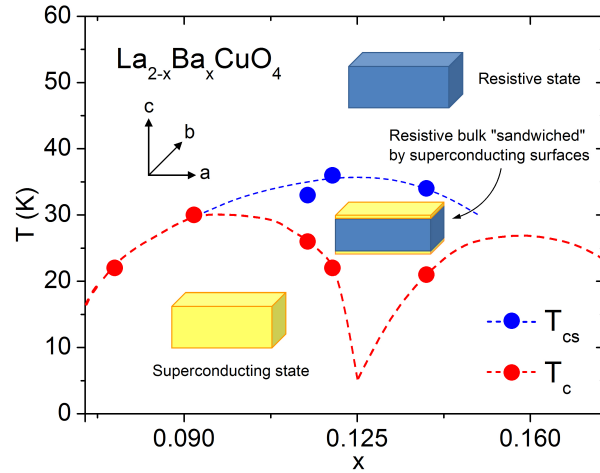 60
50
40
30
20
10
0
T (K)
La2-xBaxCuO4
c
b
a
Resistive state
Resistive bulk "sandwiched"
by superconducting surfaces
Superconducting state
Tcs
Tc
0.090
0.125
0.160
x